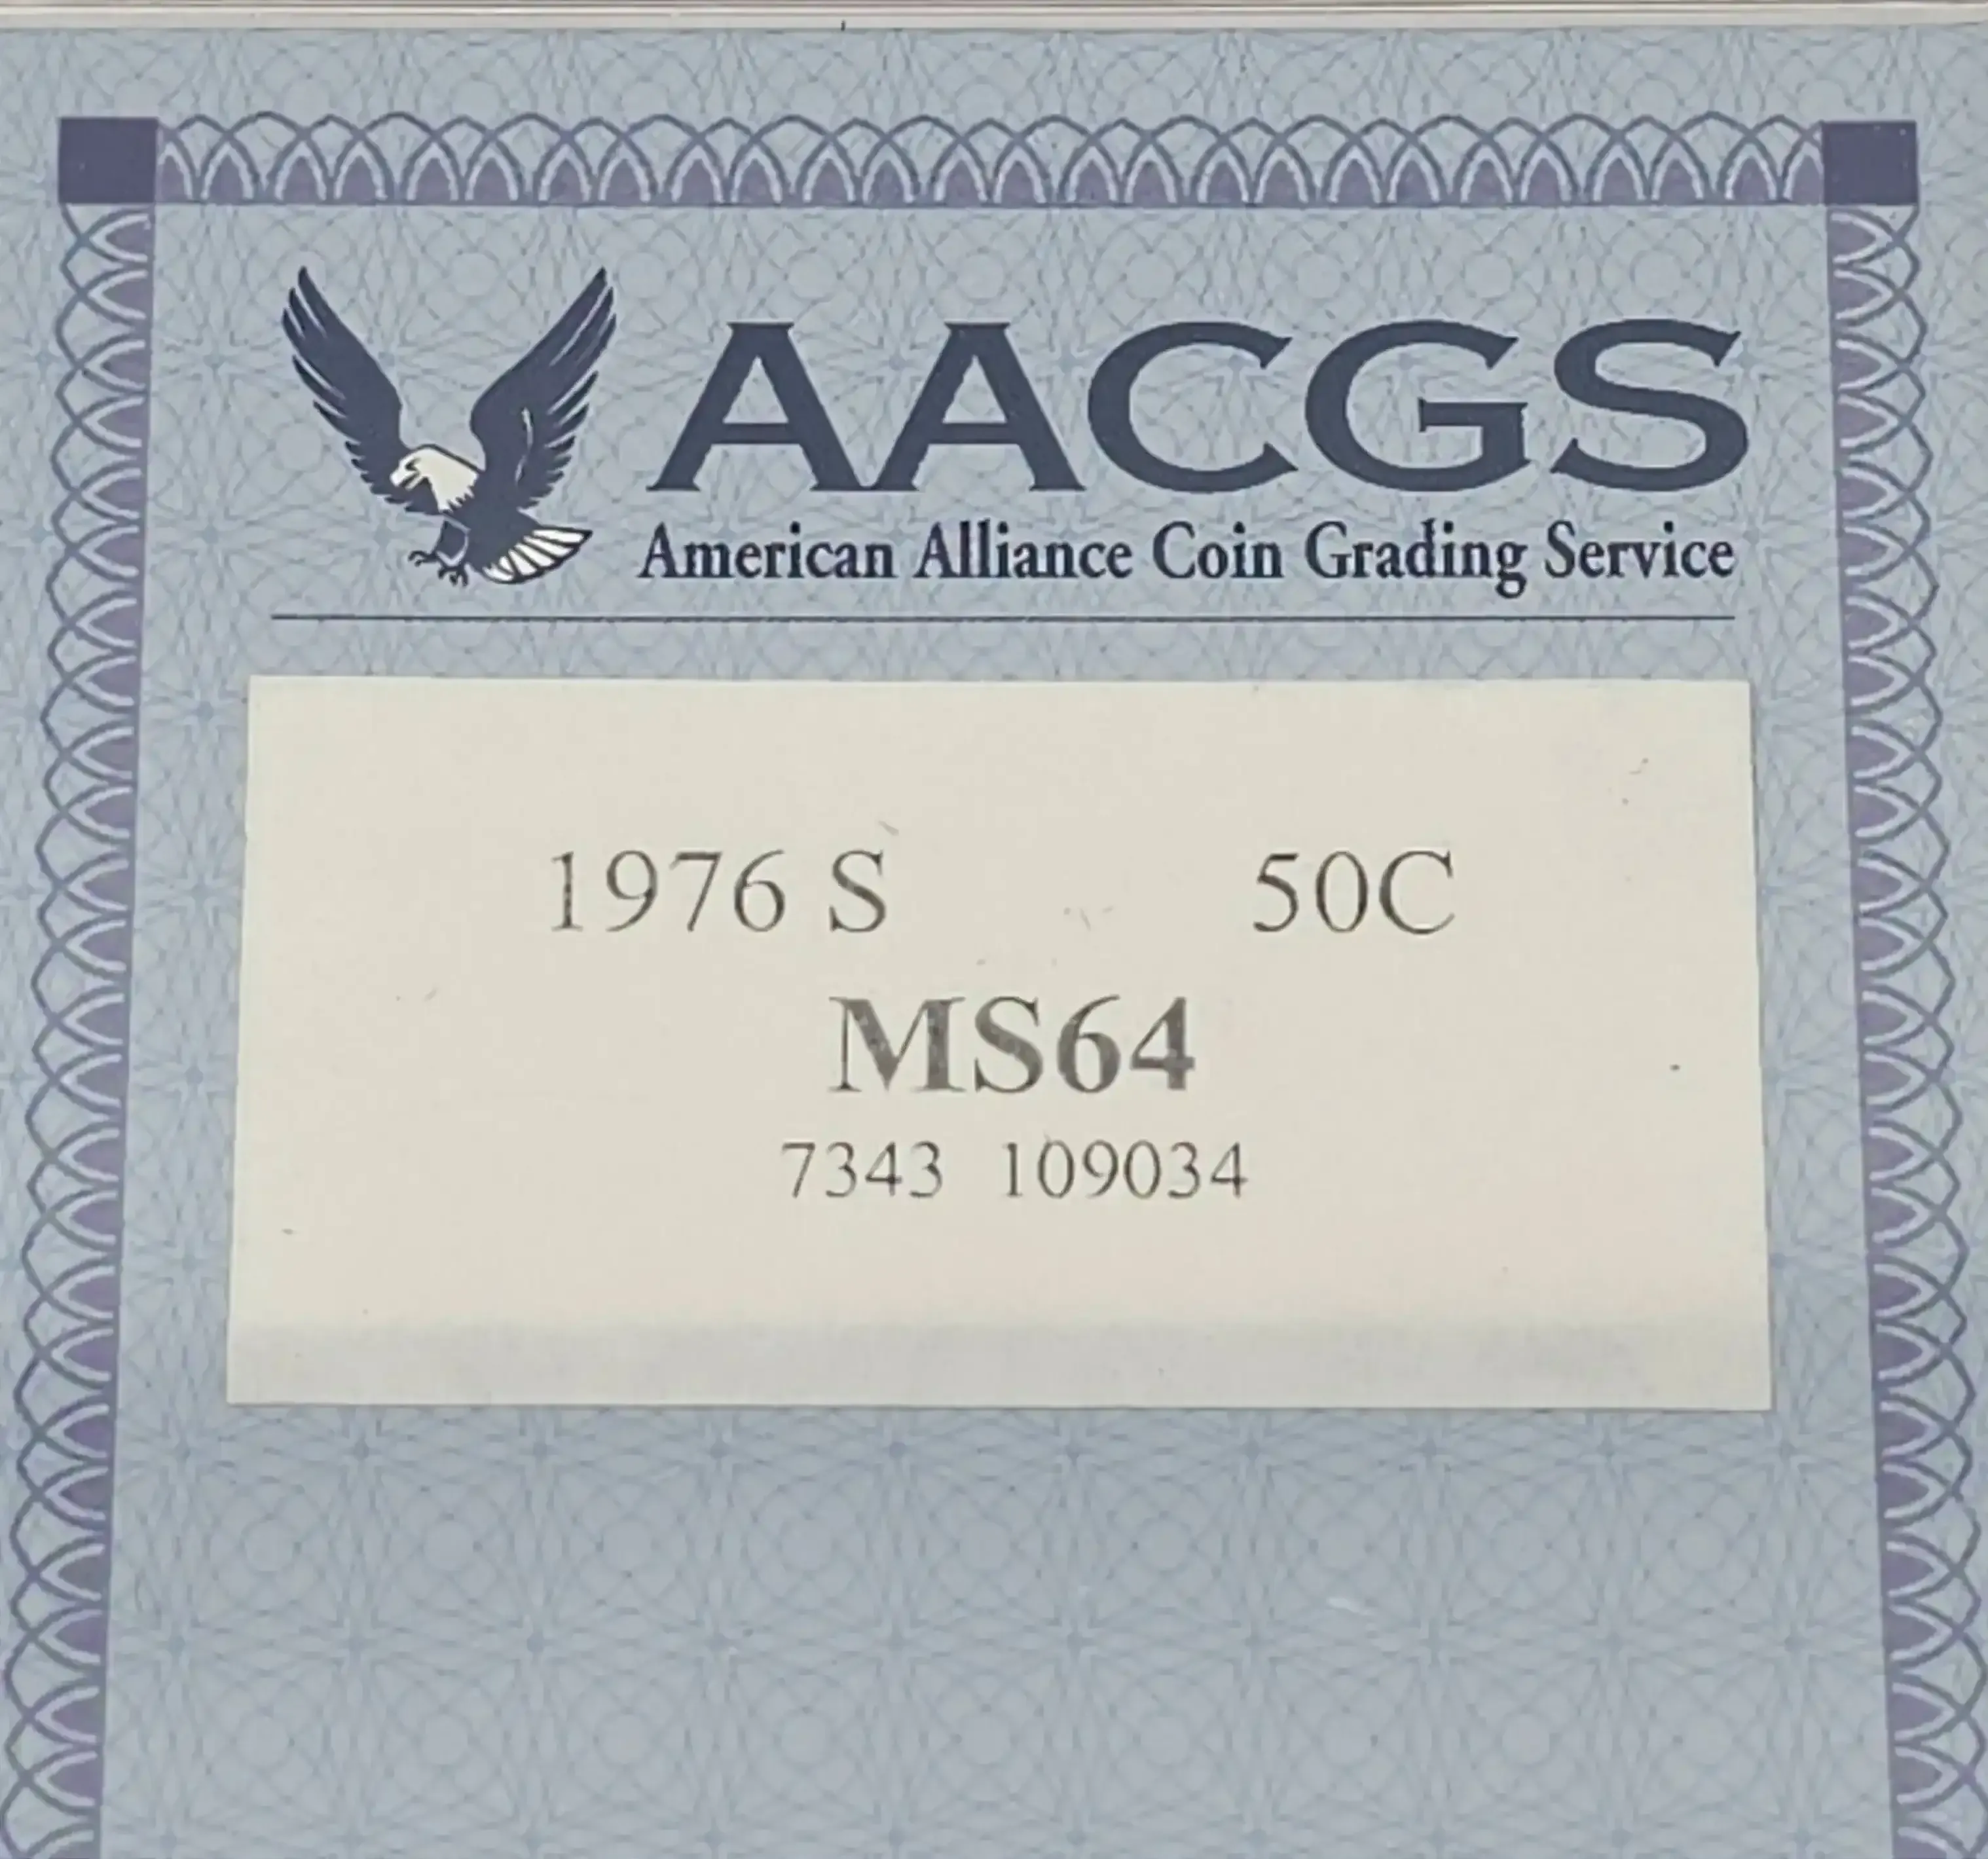 AACGS
American Alliance Coin Grading Service
1976 S 50C
MS64
7343 109034